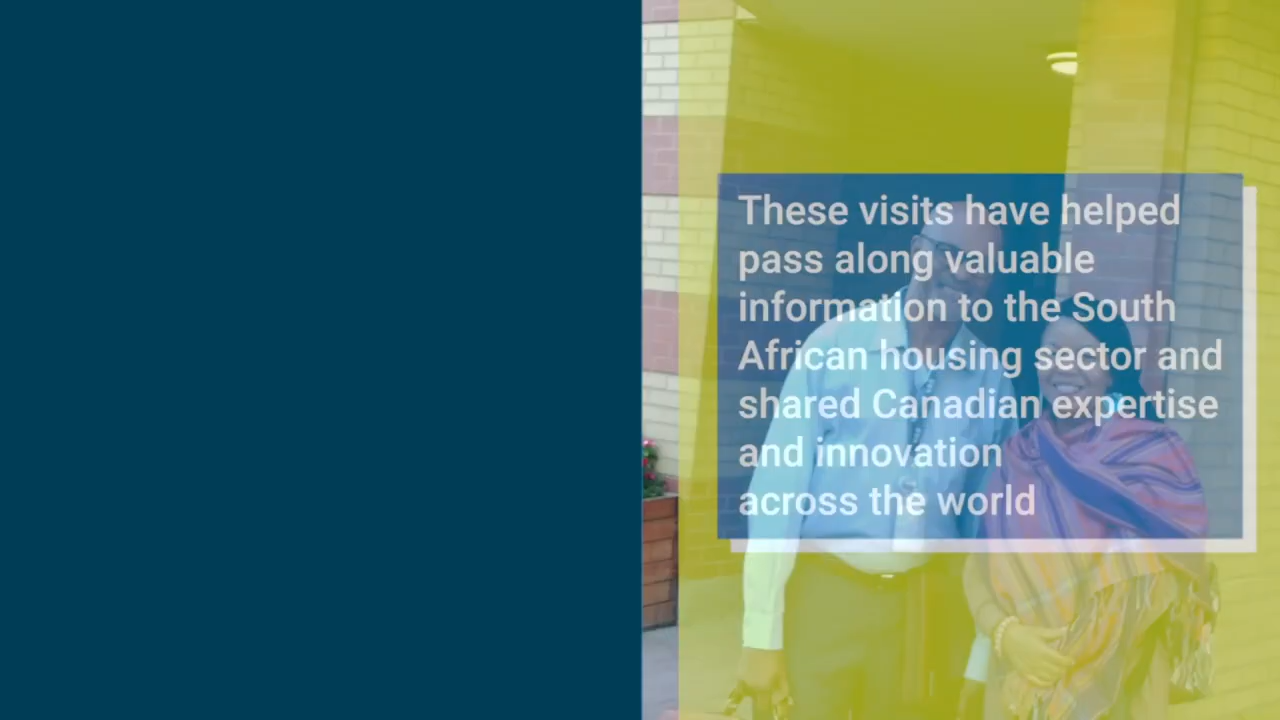 These visits have helped
pass along valuable
information to the South
African housing sector and
shared Canadian expertise
and innovation
across the world